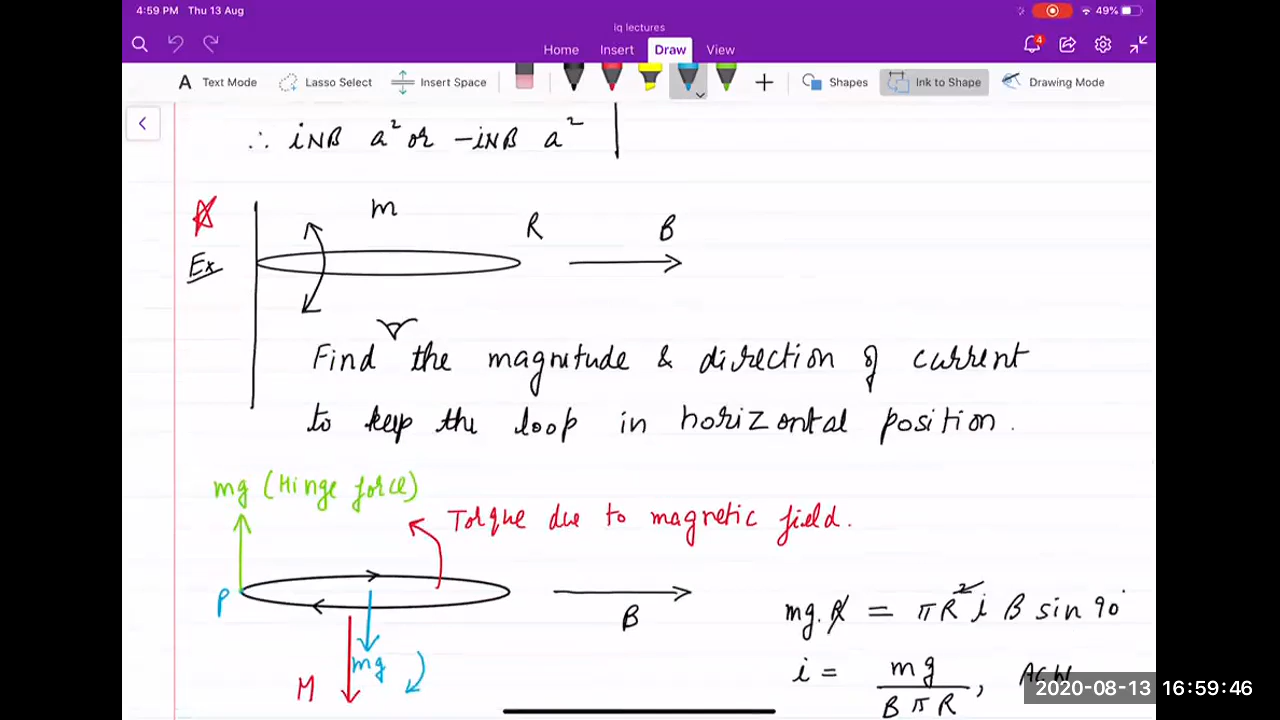 4:59 PM Thu 13 Aug
49%
iq lectures
Home Insert Draw View
4
A Text Mode Lasso Select Insert Space Shapes Ink to Shape Drawing Mode
∴ iNB a² or -iNB a²
m
R
B
Ex
Find the magnitude & direction of current
to keep the loop in horizontal position.
mg (Hinge force)
Torque due to magnetic field.
P
B
mg.R = πR² i B sin 90°
mg
M
i = mg / BπR,
2020-08-13 16:59:46